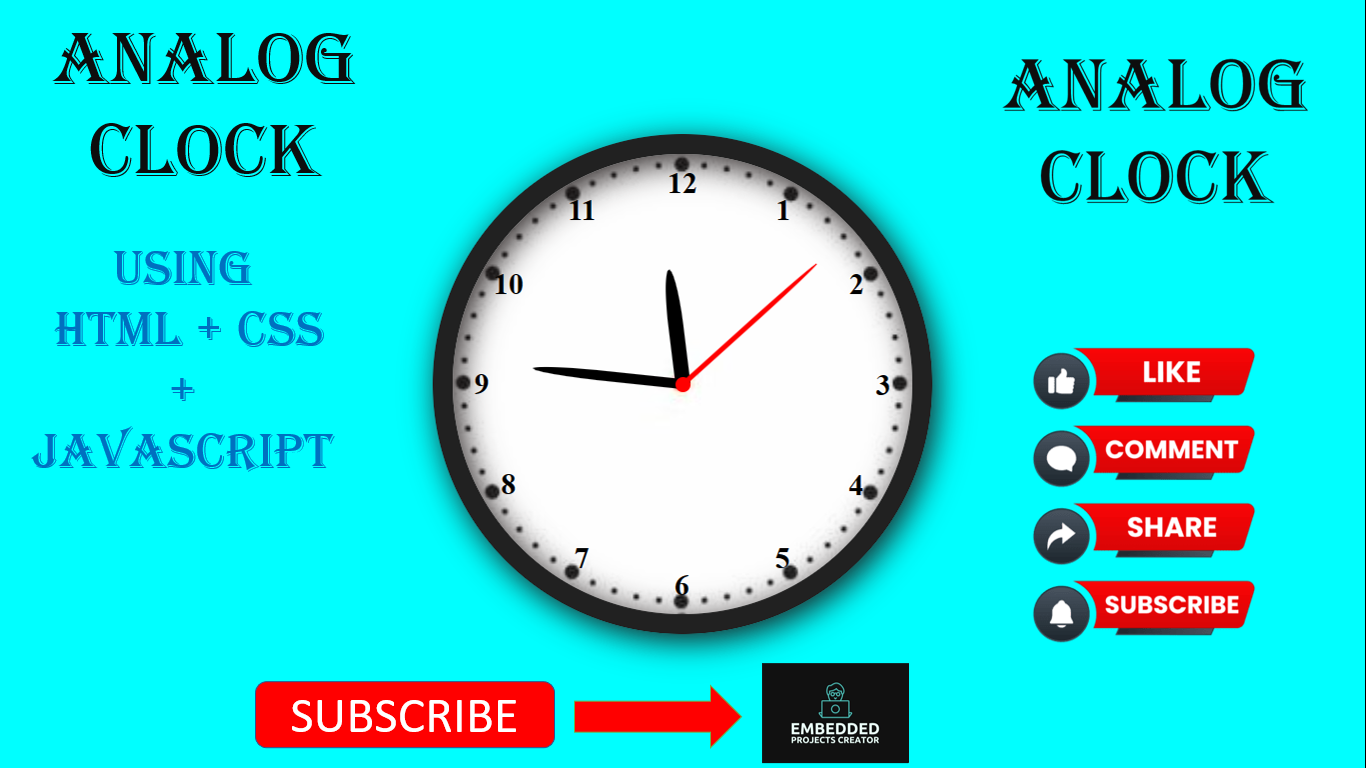 ANALOG
CLOCK
USING
HTML + CSS
+
JAVASCRIPT
12
11
1
10
2
9
3
8
4
7
5
6
ANALOG
CLOCK
LIKE
COMMENT
SHARE
SUBSCRIBE
SUBSCRIBE
EMBEDDED
PROJECTS CREATOR